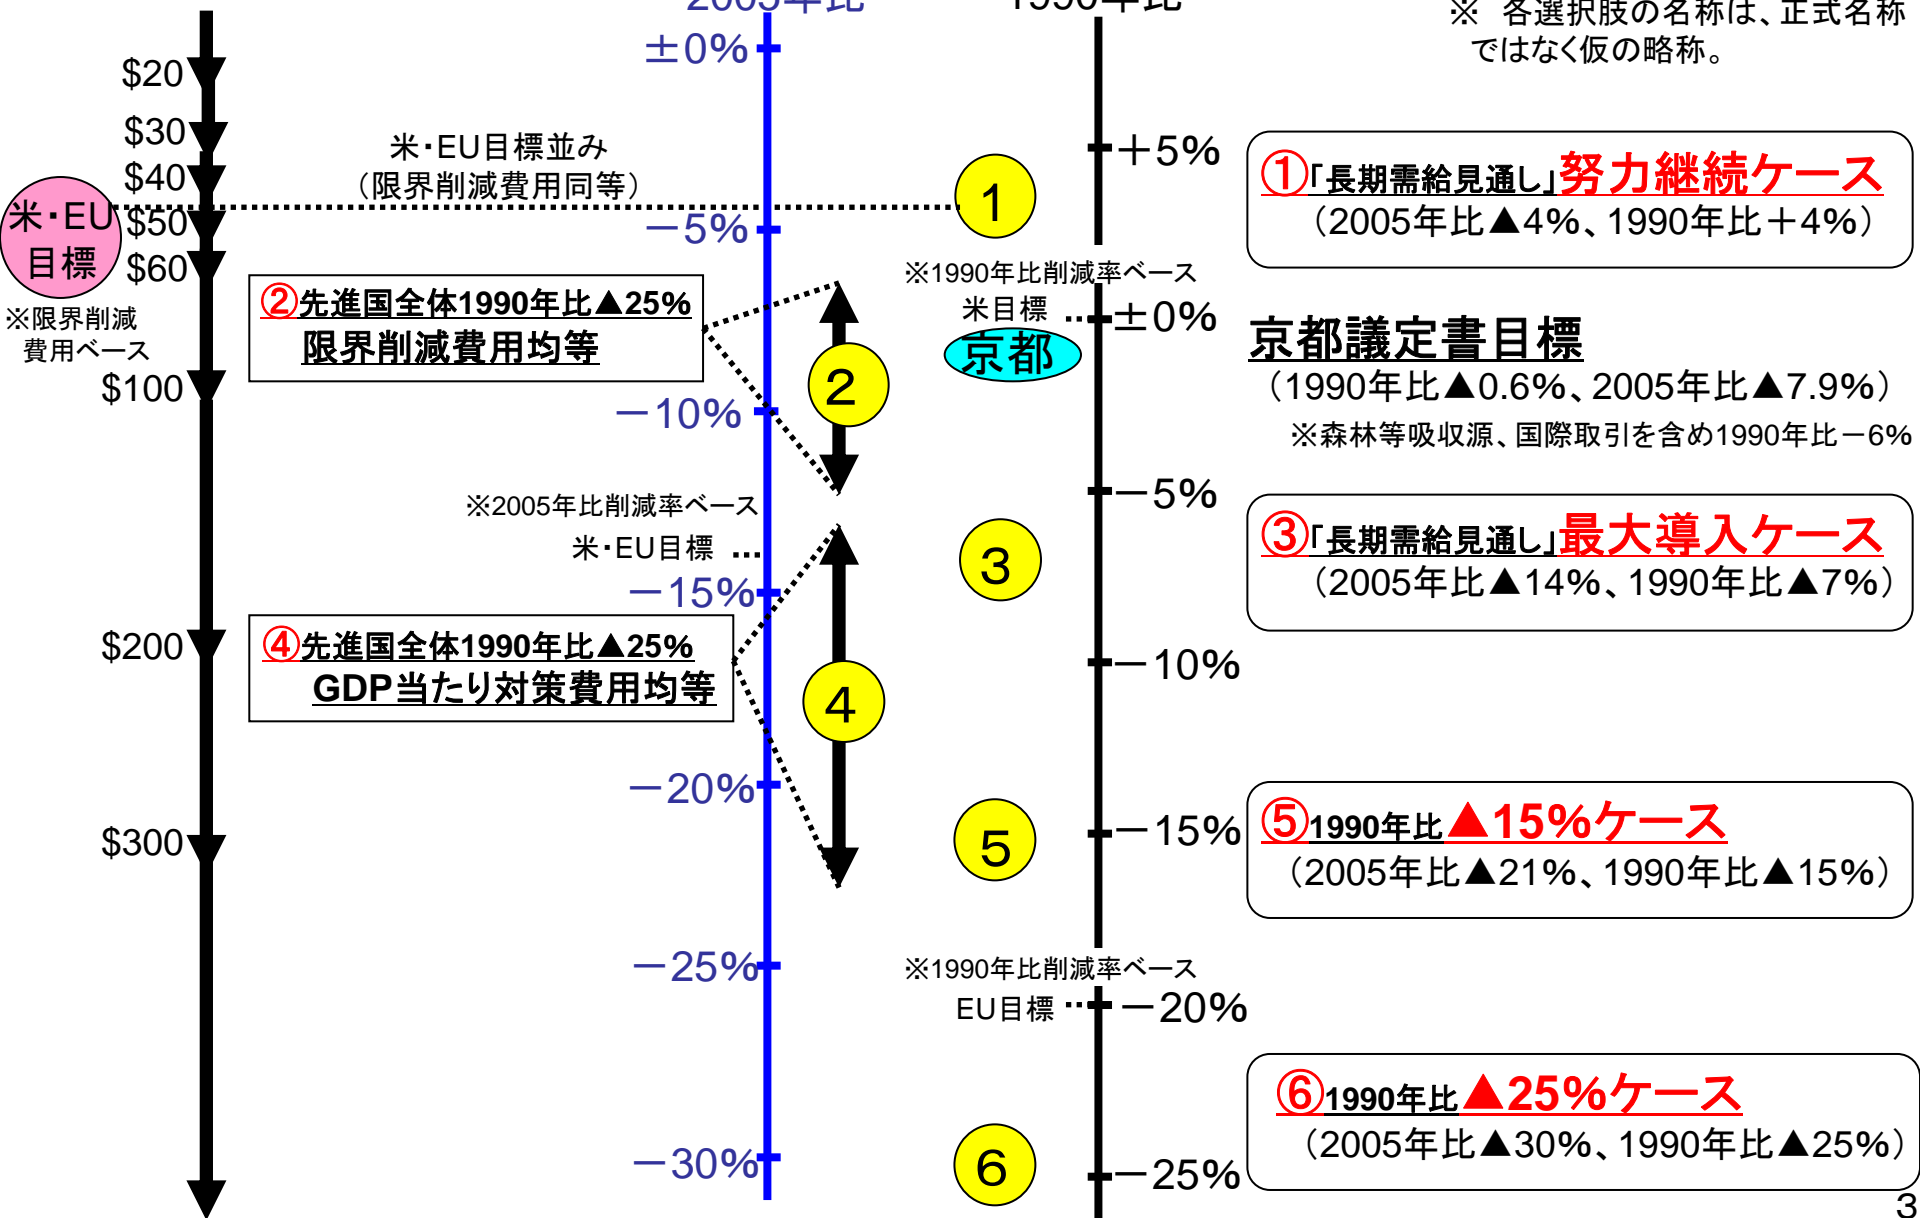 2005年比
1990年比
※ 各選択肢の名称は、正式名称
ではなく仮の略称。
$20
$30
$40
$50
$60
$100
$200
$300
米・EU
目標
※限界削減
費用ベース
米・EU目標並み
（限界削減費用同等）
±0%
－5%
－10%
－15%
－20%
－25%
－30%
②先進国全体1990年比▲25%
限界削減費用均等
※2005年比削減率ベース
米・EU目標
④先進国全体1990年比▲25%
GDP当たり対策費用均等
1
2
3
4
5
6
※1990年比削減率ベース
米目標
京都
※1990年比削減率ベース
EU目標
＋5%
±0%
－5%
－10%
－15%
－20%
－25%
①「長期需給見通し」努力継続ケース
（2005年比▲4%、1990年比＋4%）
京都議定書目標
（1990年比▲0.6%、2005年比▲7.9%）
※森林等吸収源、国際取引を含め1990年比－6%
③「長期需給見通し」最大導入ケース
（2005年比▲14%、1990年比▲7%）
⑤1990年比▲15%ケース
（2005年比▲21%、1990年比▲15%）
⑥1990年比▲25%ケース
（2005年比▲30%、1990年比▲25%）
3